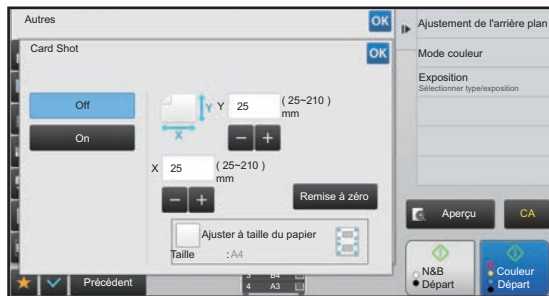 Autres
OK
Card Shot
OK
Off
On
Y
Y
25
( 25~210 )
mm
X
X
25
( 25~210 )
mm
Remise à zéro
Ajuster à taille du papier
Taille :A4
Précédent
3 B4
4 A3
Ajustement de l'arrière plan
Mode couleur
Exposition
Sélectionner type/exposition
Aperçu
CA
N&B
Départ
Couleur
Départ